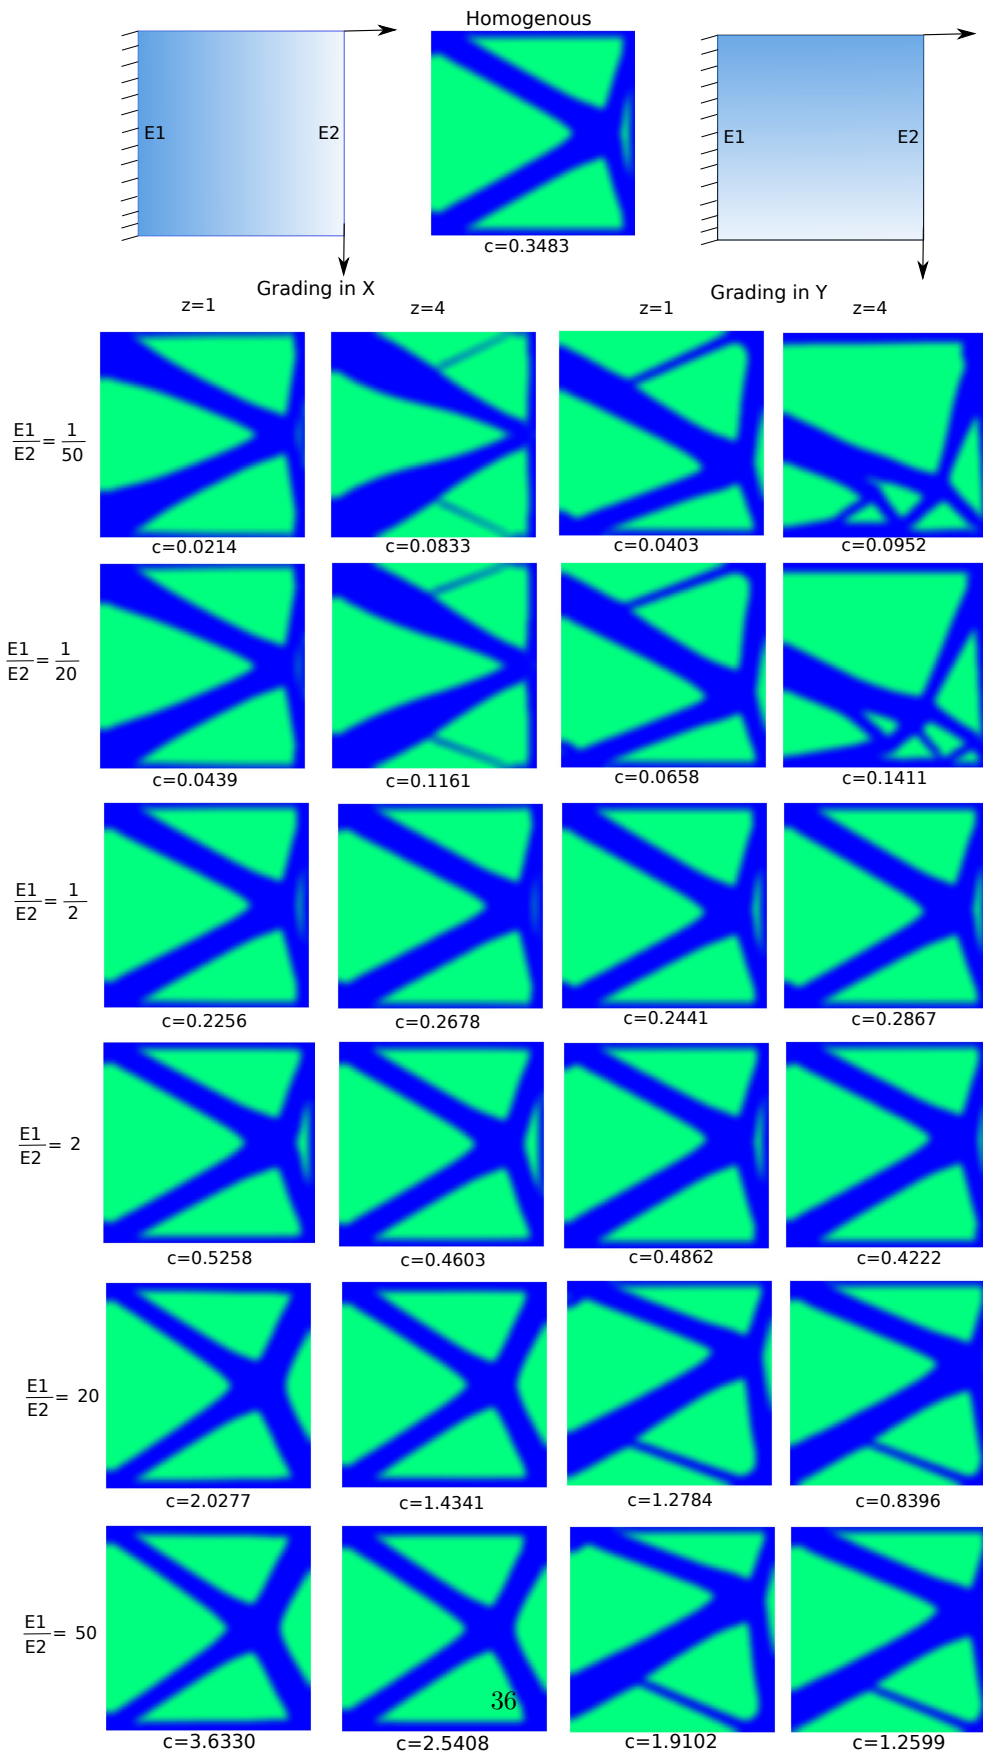 Homogenous
E1 E2
E1 E2
c=0.3483
Grading in X
Grading in Y
z=1 z=4 z=1 z=4
E1/E2 = 1/50
c=0.0214 c=0.0833 c=0.0403 c=0.0952
E1/E2 = 1/20
c=0.0439 c=0.1161 c=0.0658 c=0.1411
E1/E2 = 1/2
c=0.2256 c=0.2678 c=0.2441 c=0.2867
E1/E2 = 2
c=0.5258 c=0.4603 c=0.4862 c=0.4222
E1/E2 = 20
c=2.0277 c=1.4341 c=1.2784 c=0.8396
E1/E2 = 50
36
c=3.6330 c=2.5408 c=1.9102 c=1.2599